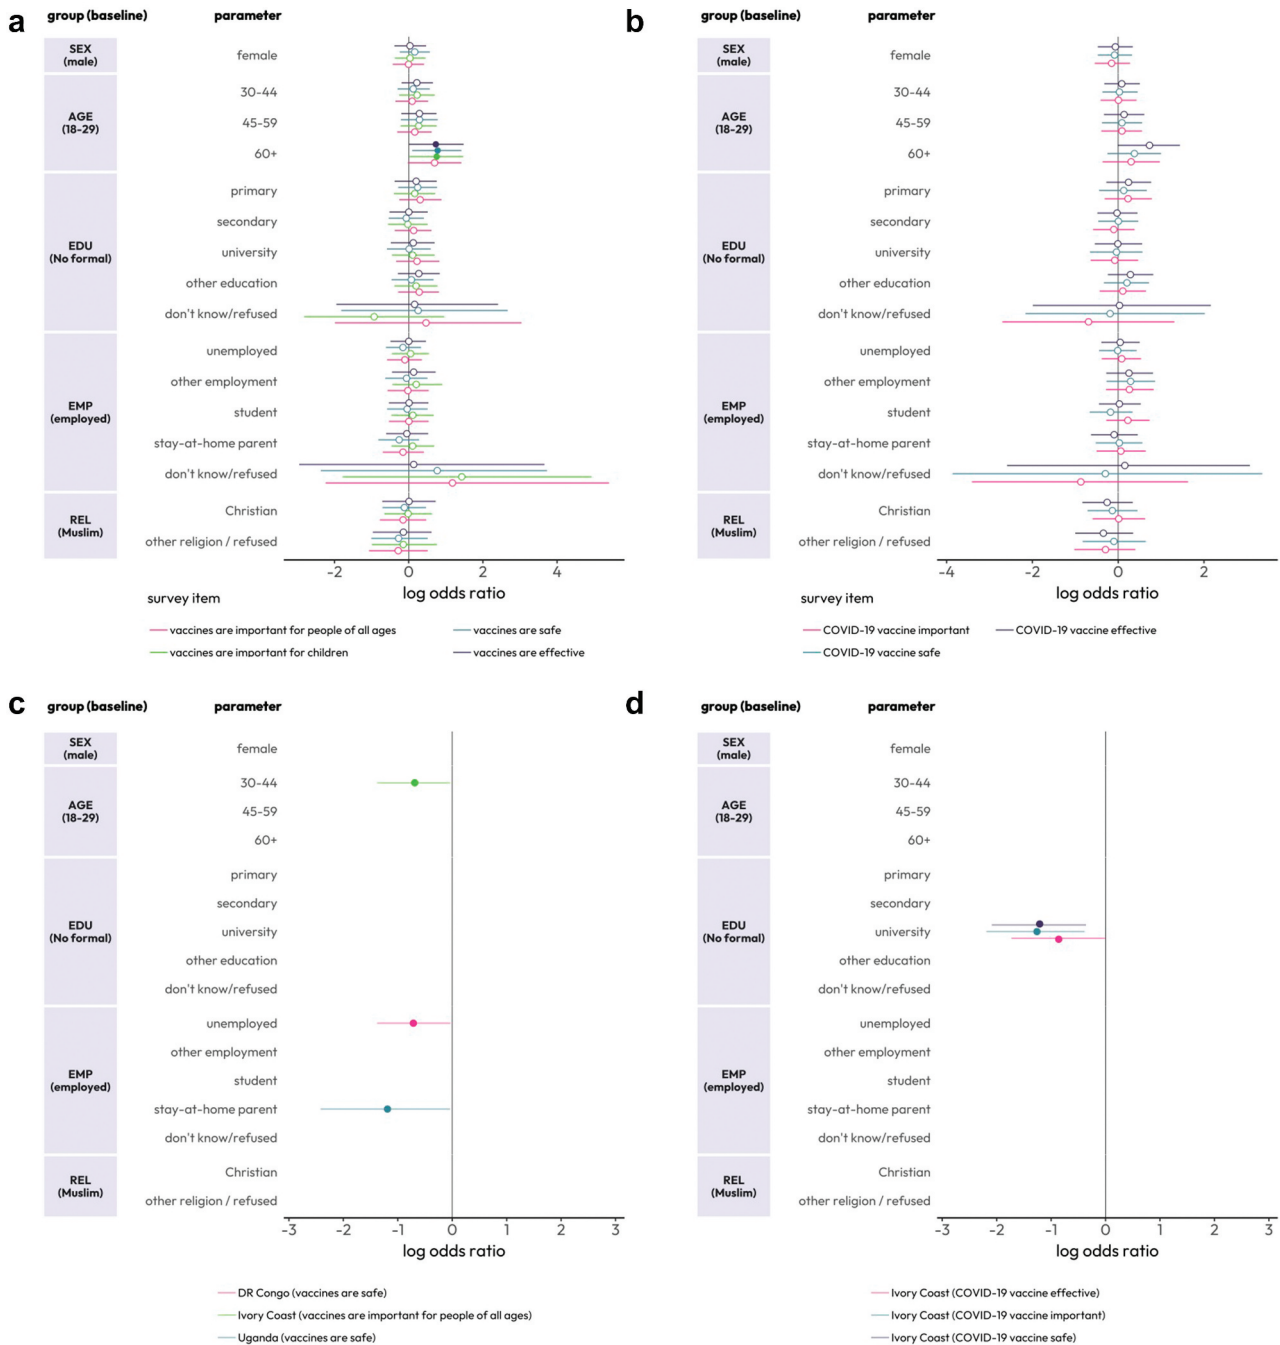 a
group (baseline) parameter
SEX
(male)
female
AGE
(18-29)
30-44
45-59
60+
EDU
(No formal)
primary
secondary
university
other education
don't know/refused
EMP
(employed)
unemployed
other employment
student
stay-at-home parent
don't know/refused
REL
(Muslim)
Christian
other religion / refused
-2 0 2 4
log odds ratio
survey item
vaccines are important for people of all ages
vaccines are safe
vaccines are important for children
vaccines are effective
b
group (baseline) parameter
SEX
(male)
female
AGE
(18-29)
30-44
45-59
60+
EDU
(No formal)
primary
secondary
university
other education
don't know/refused
EMP
(employed)
unemployed
other employment
student
stay-at-home parent
don't know/refused
REL
(Muslim)
Christian
other religion / refused
-4 -2 0 2
log odds ratio
survey item
COVID-19 vaccine important
COVID-19 vaccine effective
COVID-19 vaccine safe
c
group (baseline) parameter
SEX
(male)
female
AGE
(18-29)
30-44
45-59
60+
EDU
(No formal)
primary
secondary
university
other education
don't know/refused
EMP
(employed)
unemployed
other employment
student
stay-at-home parent
don't know/refused
REL
(Muslim)
Christian
other religion / refused
-3 -2 -1 0 1 2 3
log odds ratio
DR Congo (vaccines are safe)
Ivory Coast (vaccines are important for people of all ages)
Uganda (vaccines are safe)
d
group (baseline) parameter
SEX
(male)
female
AGE
(18-29)
30-44
45-59
60+
EDU
(No formal)
primary
secondary
university
other education
don't know/refused
EMP
(employed)
unemployed
other employment
student
stay-at-home parent
don't know/refused
REL
(Muslim)
Christian
other religion / refused
-3 -2 -1 0 1 2 3
log odds ratio
Ivory Coast (COVID-19 vaccine effective)
Ivory Coast (COVID-19 vaccine important)
Ivory Coast (COVID-19 vaccine safe)